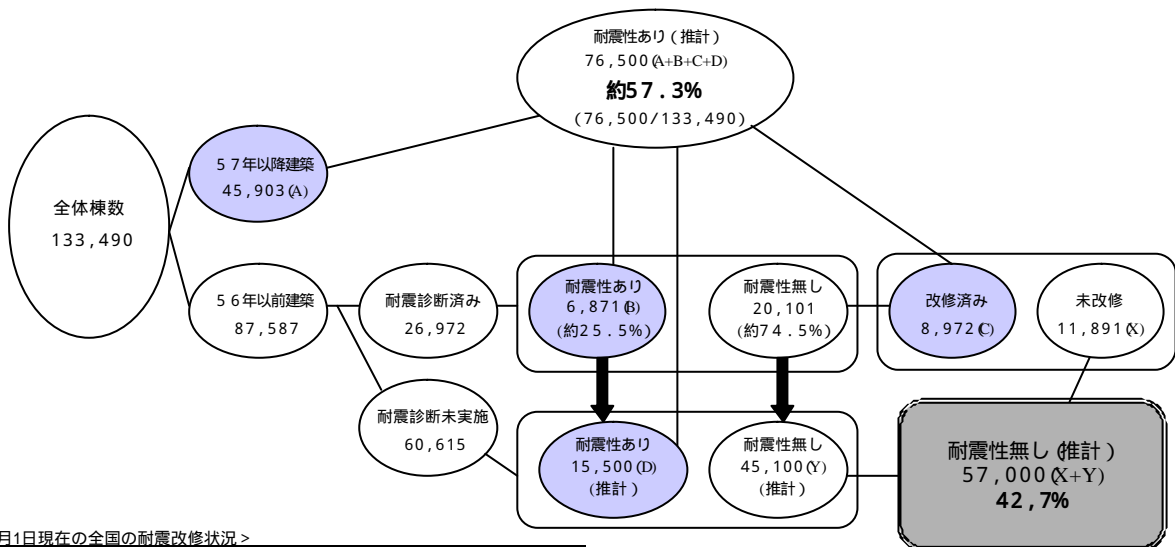 耐震性あり(推計)
76,500(A+B+C+D)
約57.3%
(76,500/133,490)
57年以降建築
45,903(A)
全体棟数
133,490
56年以前建築
87,587
耐震診断済み
26,972
耐震性あり
6,871(B)
(約25.5%)
耐震性無し
20,101
(約74.5%)
改修済み
8,972(C)
未改修
11,891(X)
耐震診断未実施
60,615
耐震性あり
15,500(D)
(推計)
耐震性無し
45,100(Y)
(推計)
耐震性無し(推計)
57,000(X+Y)
42,7%
月1日現在の全国の耐震改修状況>